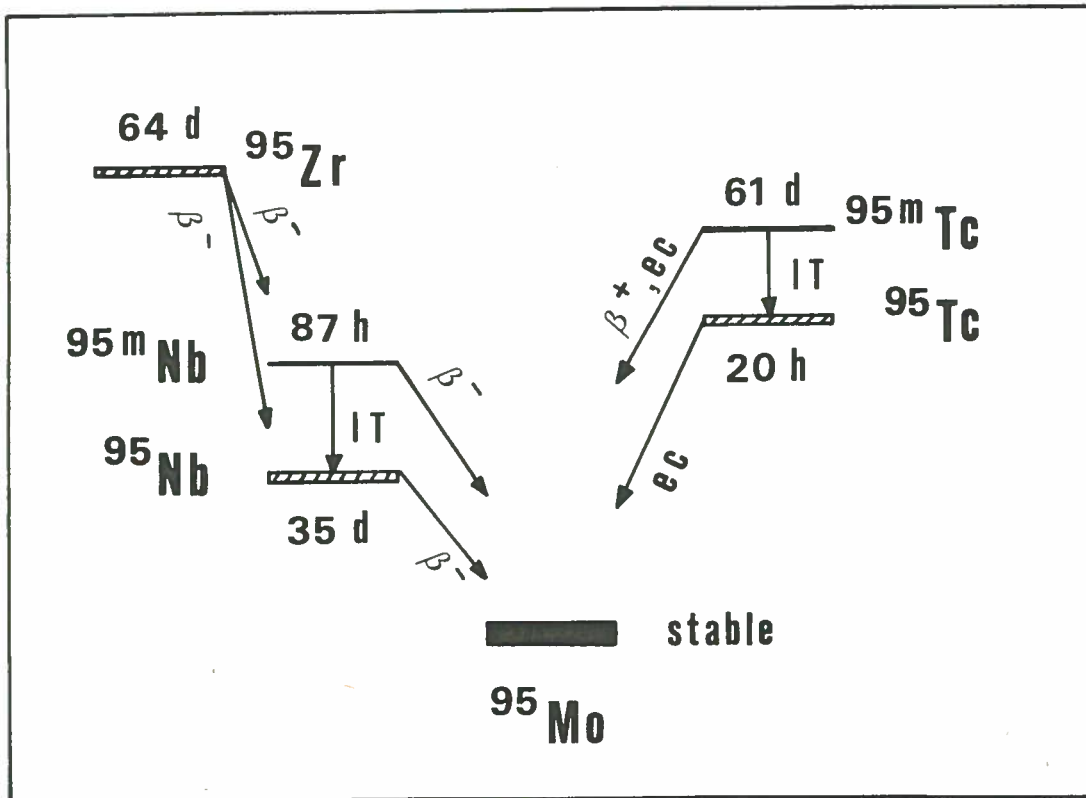 64 d
⁹⁵Zr
β⁻
β⁻
61 d
⁹⁵ᵐTc
β⁺, ec
IT
⁹⁵Tc
87 h
⁹⁵ᵐNb
β⁻
20 h
IT
⁹⁵Nb
ec
35 d
β⁻
stable
⁹⁵Mo